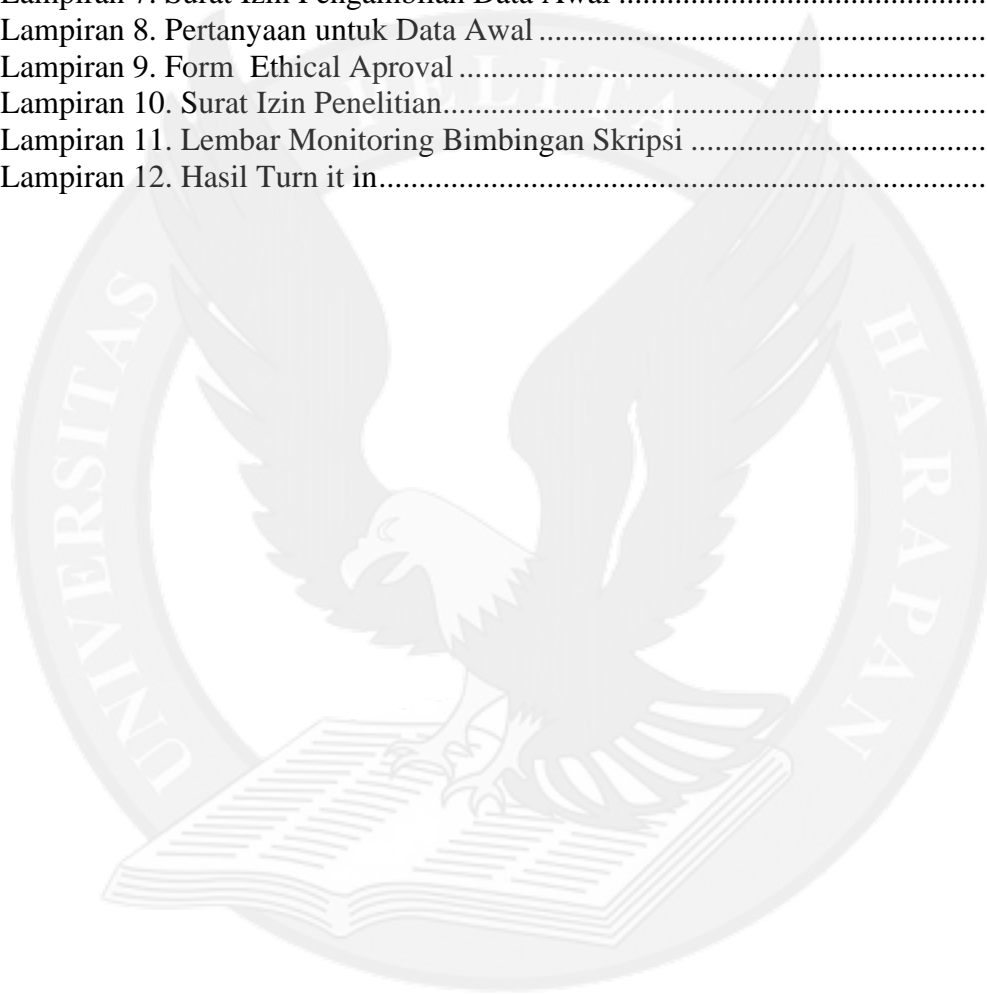 Lampiran 7. Surat Izin Pengambilan Data Awal ..................................................
Lampiran 8. Pertanyaan untuk Data Awal ............................................................
Lampiran 9. Form Ethical Aproval .......................................................................
Lampiran 10. Surat Izin Penelitian.........................................................................
Lampiran 11. Lembar Monitoring Bimbingan Skripsi ........................................
Lampiran 12. Hasil Turn it in..................................................................................
UNIVERSITAS PELITA HARAPAN